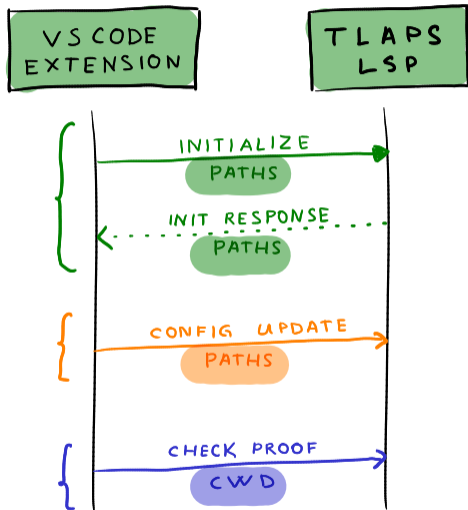 VS CODE
EXTENSION
TLAPS
LSP
INITIALIZE
PATHS
INIT RESPONSE
PATHS
CONFIG UPDATE
PATHS
CHECK PROOF
CWD